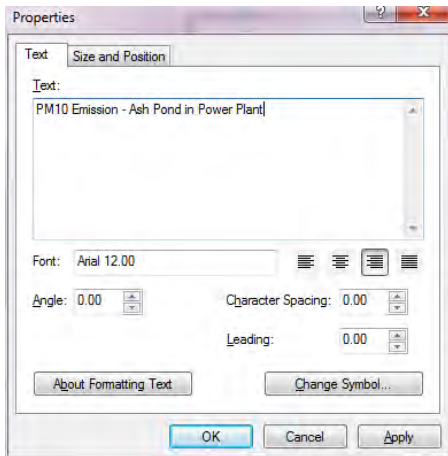 Properties
Text Size and Position
Text:
PM10 Emission - Ash Pond in Power Plant
Font: Arial 12.00
Angle: 0.00 Character Spacing: 0.00
Leading: 0.00
About Formatting Text Change Symbol...
OK Cancel Apply